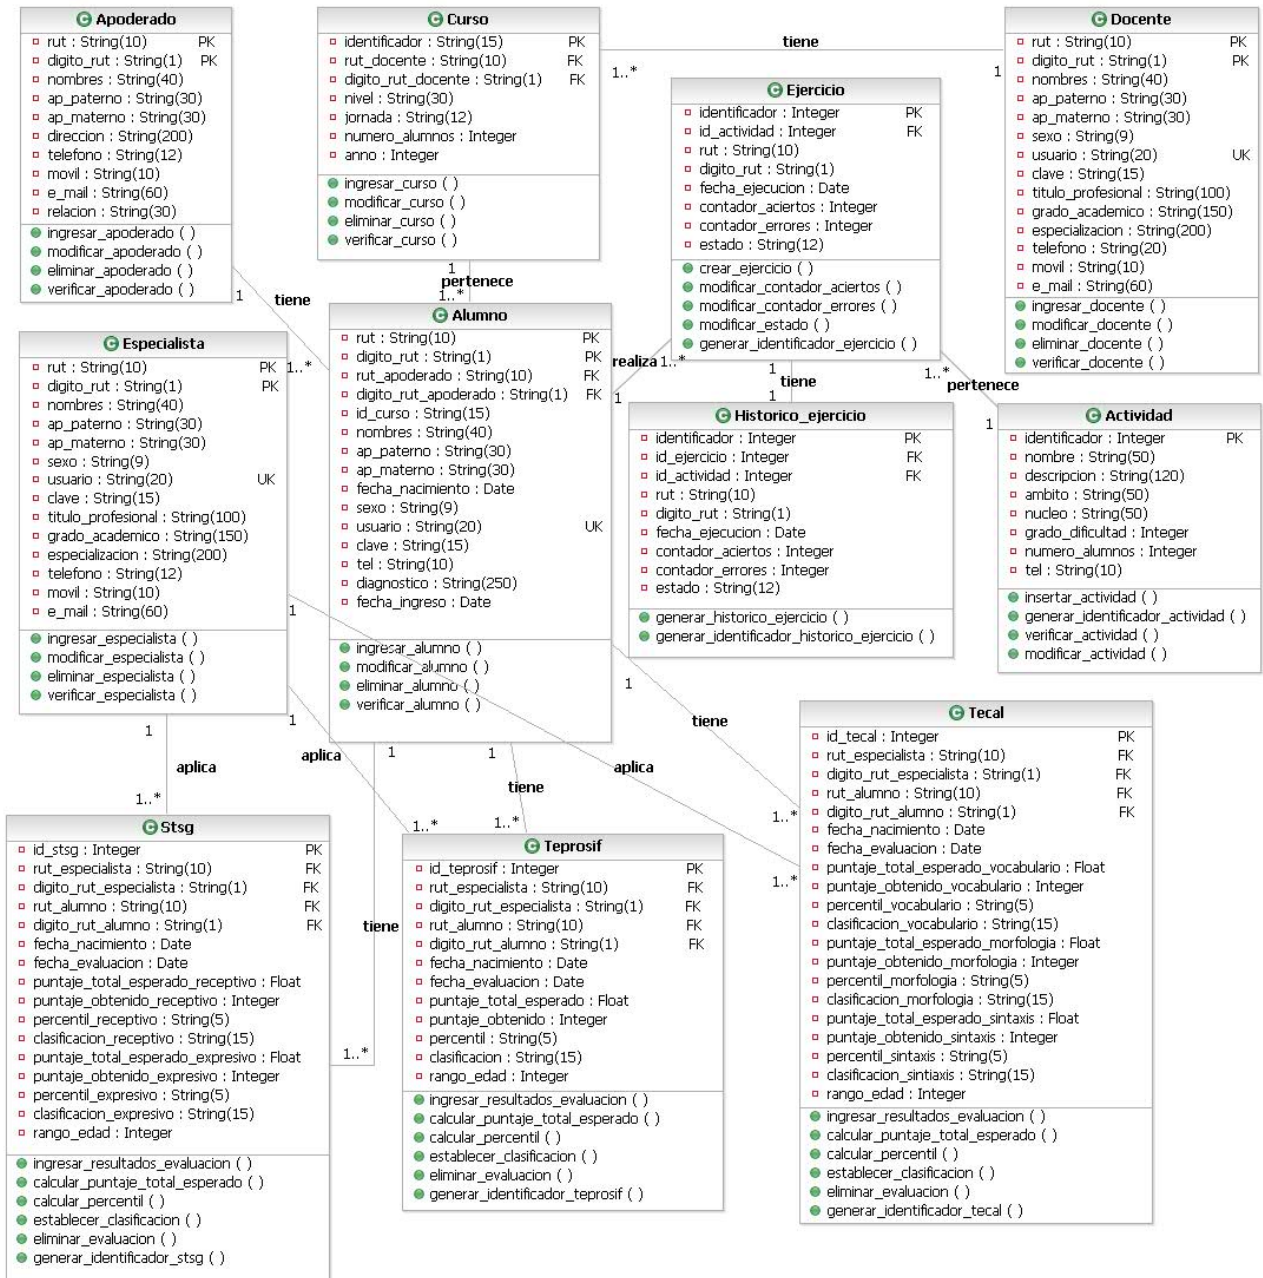 Apoderado
rut : String(10) PK
digito_rut : String(1) PK
nombres : String(40)
ap_paterno : String(30)
ap_materno : String(30)
direccion : String(200)
telefono : String(12)
movil : String(10)
e_mail : String(60)
relacion : String(30)
ingresar_apoderado ( )
modificar_apoderado ( )
eliminar_apoderado ( )
verificar_apoderado ( )
Curso
identificador : String(15) PK
rut_docente : String(10) FK
digito_rut_docente : String(1) FK
nivel : String(30)
jornada : String(12)
numero_alumnos : Integer
anno : Integer
ingresar_curso ( )
modificar_curso ( )
eliminar_curso ( )
verificar_curso ( )
tiene
1..*
1
Docente
rut : String(10) PK
digito_rut : String(1) PK
nombres : String(40)
ap_paterno : String(30)
ap_materno : String(30)
sexo : String(9)
usuario : String(20) UK
clave : String(15)
titulo_profesional : String(100)
grado_academico : String(150)
especializacion : String(200)
telefono : String(20)
movil : String(10)
e_mail : String(60)
ingresar_docente ( )
modificar_docente ( )
eliminar_docente ( )
verificar_docente ( )
Ejercicio
identificador : Integer PK
id_actividad : Integer FK
rut : String(10)
digito_rut : String(1)
fecha_ejecucion : Date
contador_aciertos : Integer
contador_errores : Integer
estado : String(12)
crear_ejercicio ( )
modificar_contador_aciertos ( )
modificar_contador_errores ( )
modificar_estado ( )
generar_identificador_ejercicio ( )
1
tiene
1..*
1
pertenece
1..*
Especialista
rut : String(10) PK
digito_rut : String(1) PK
nombres : String(40)
ap_paterno : String(30)
ap_materno : String(30)
sexo : String(9)
usuario : String(20) UK
clave : String(15)
titulo_profesional : String(100)
grado_academico : String(150)
especializacion : String(200)
telefono : String(12)
movil : String(10)
e_mail : String(60)
ingresar_especialista ( )
modificar_especialista ( )
eliminar_especialista ( )
verificar_especialista ( )
Alumno
rut : String(10) PK
digito_rut : String(1) PK
rut_apoderado : String(10) FK
digito_rut_apoderado : String(1) FK
id_curso : String(15)
nombres : String(40)
ap_paterno : String(30)
ap_materno : String(30)
fecha_nacimiento : Date
sexo : String(9)
usuario : String(20) UK
clave : String(15)
tel : String(10)
diagnostico : String(250)
fecha_ingreso : Date
ingresar_alumno ( )
modificar_alumno ( )
eliminar_alumno ( )
verificar_alumno ( )
realiza
1..*
1
1
tiene
1
1..*
pertenece
1
Historico_ejercicio
identificador : Integer PK
id_ejercicio : Integer FK
id_actividad : Integer FK
rut : String(10)
digito_rut : String(1)
fecha_ejecucion : Date
contador_aciertos : Integer
contador_errores : Integer
estado : String(12)
generar_historico_ejercicio ( )
generar_identificador_historico_ejercicio ( )
Actividad
identificador : Integer PK
nombre : String(50)
descripcion : String(120)
ambito : String(50)
nucleo : String(50)
grado_dificultad : Integer
numero_alumnos : Integer
tel : String(10)
insertar_actividad ( )
generar_identificador_actividad ( )
verificar_actividad ( )
modificar_actividad ( )
1
aplica
1..*
1
aplica
1..*
1
aplica
1..*
1
tiene
1..*
1
tiene
1..*
1
tiene
1..*
Stsg
id_stsg : Integer PK
rut_especialista : String(10) FK
digito_rut_especialista : String(1) FK
rut_alumno : String(10) FK
digito_rut_alumno : String(1) FK
fecha_nacimiento : Date
fecha_evaluacion : Date
puntaje_total_esperado_receptivo : Float
puntaje_obtenido_receptivo : Integer
percentil_receptivo : String(5)
clasificacion_receptivo : String(15)
puntaje_total_esperado_expresivo : Float
puntaje_obtenido_expresivo : Integer
percentil_expresivo : String(5)
clasificacion_expresivo : String(15)
rango_edad : Integer
ingresar_resultados_evaluacion ( )
calcular_puntaje_total_esperado ( )
calcular_percentil ( )
establecer_clasificacion ( )
eliminar_evaluacion ( )
generar_identificador_stsg ( )
Teprosif
id_teprosif : Integer PK
rut_especialista : String(10) FK
digito_rut_especialista : String(1) FK
rut_alumno : String(10) FK
digito_rut_alumno : String(1) FK
fecha_nacimiento : Date
fecha_evaluacion : Date
puntaje_total_esperado : Float
puntaje_obtenido : Integer
percentil : String(5)
clasificacion : String(15)
rango_edad : Integer
ingresar_resultados_evaluacion ( )
calcular_puntaje_total_esperado ( )
calcular_percentil ( )
establecer_clasificacion ( )
eliminar_evaluacion ( )
generar_identificador_teprosif ( )
Tecal
id_tecal : Integer PK
rut_especialista : String(10) FK
digito_rut_especialista : String(1) FK
rut_alumno : String(10) FK
digito_rut_alumno : String(1) FK
fecha_nacimiento : Date
fecha_evaluacion : Date
puntaje_total_esperado_vocabulario : Float
puntaje_obtenido_vocabulario : Integer
percentil_vocabulario : String(5)
clasificacion_vocabulario : String(15)
puntaje_total_esperado_morfologia : Float
puntaje_obtenido_morfologia : Integer
percentil_morfologia : String(5)
clasificacion_morfologia : String(15)
puntaje_total_esperado_sintaxis : Float
puntaje_obtenido_sintaxis : Integer
percentil_sintaxis : String(5)
clasificacion_sintiaxis : String(15)
rango_edad : Integer
ingresar_resultados_evaluacion ( )
calcular_puntaje_total_esperado ( )
calcular_percentil ( )
establecer_clasificacion ( )
eliminar_evaluacion ( )
generar_identificador_tecal ( )